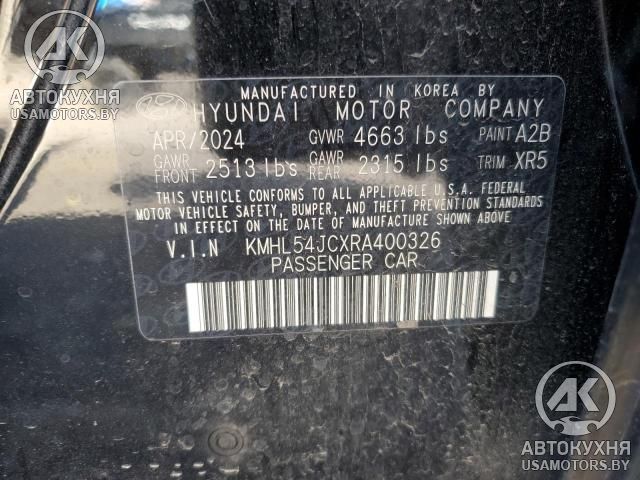 АК
АВТОКУХНЯ
USAMOTORS.BY
MANUFACTURED IN KOREA BY
HYUNDAI MOTOR COMPANY
APR/2024 GVWR 4663 lbs PAINT A2B
GAWR FRONT 2513 lbs GAWR REAR 2315 lbs TRIM XR5
THIS VEHICLE CONFORMS TO ALL APPLICABLE U.S.A. FEDERAL
MOTOR VEHICLE SAFETY, BUMPER, AND THEFT PREVENTION STANDARDS
IN EFFECT ON THE DATE OF MANUFACTURE SHOWN ABOVE.
V.I.N KMHL54JCXRA400326
PASSENGER CAR
АК
АВТОКУХНЯ
USAMOTORS.BY